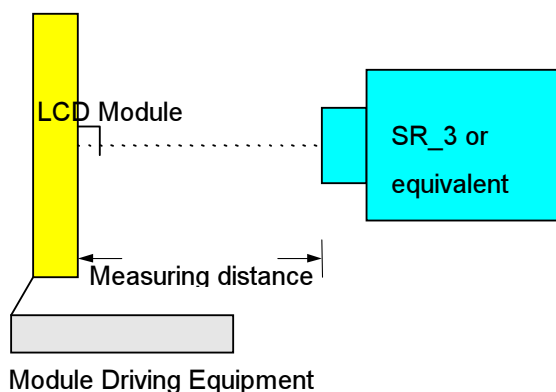 LCD Module
SR_3 or
equivalent
Measuring distance
Module Driving Equipment